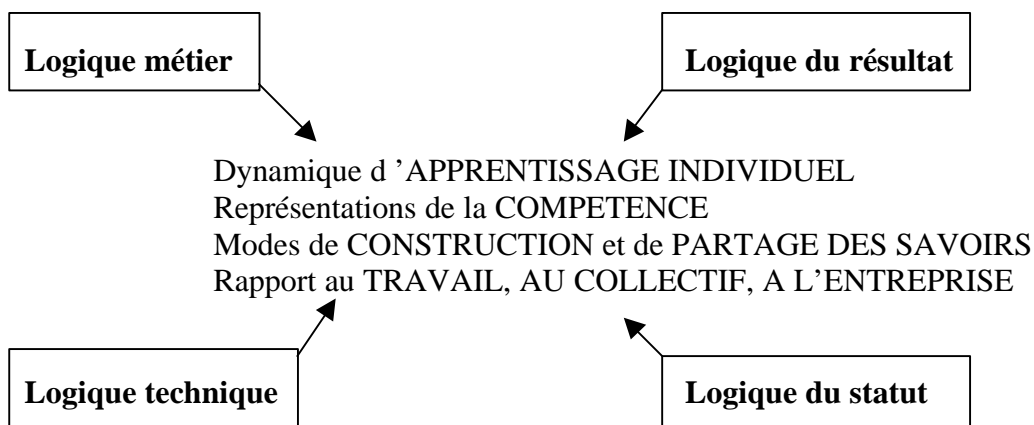 Logique métier
Logique du résultat
Dynamique d ’APPRENTISSAGE INDIVIDUEL
Représentations de la COMPETENCE
Modes de CONSTRUCTION et de PARTAGE DES SAVOIRS
Rapport au TRAVAIL, AU COLLECTIF, A L’ENTREPRISE
Logique technique
Logique du statut